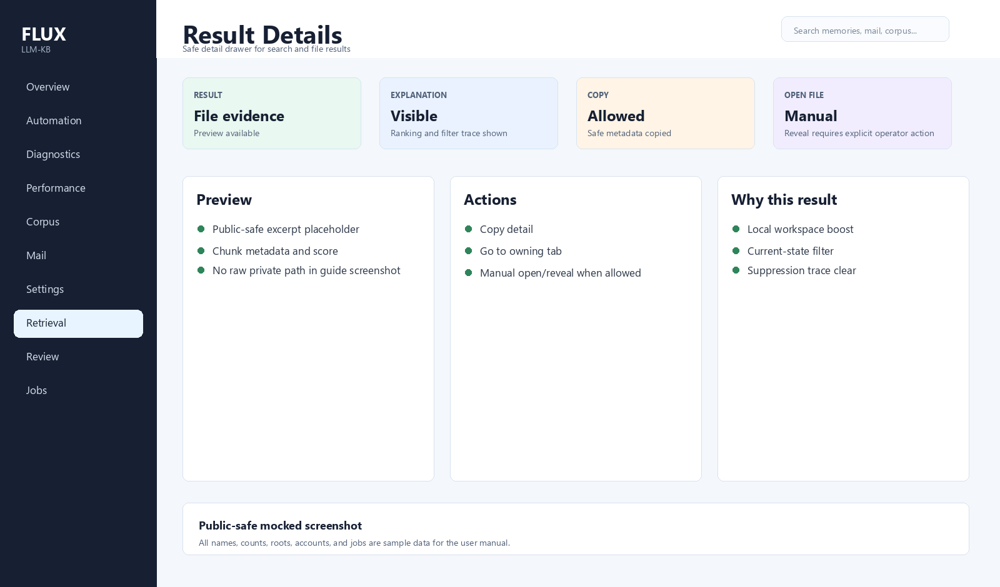 FLUX
LLM-KB
Overview
Automation
Diagnostics
Performance
Corpus
Mail
Settings
Retrieval
Review
Jobs
Result Details
Safe detail drawer for search and file results
Search memories, mail, corpus...
RESULT
File evidence
Preview available
EXPLANATION
Visible
Ranking and filter trace shown
COPY
Allowed
Safe metadata copied
OPEN FILE
Manual
Reveal requires explicit operator action
Preview
Public-safe excerpt placeholder
Chunk metadata and score
No raw private path in guide screenshot
Actions
Copy detail
Go to owning tab
Manual open/reveal when allowed
Why this result
Local workspace boost
Current-state filter
Suppression trace clear
Public-safe mocked screenshot
All names, counts, roots, accounts, and jobs are sample data for the user manual.